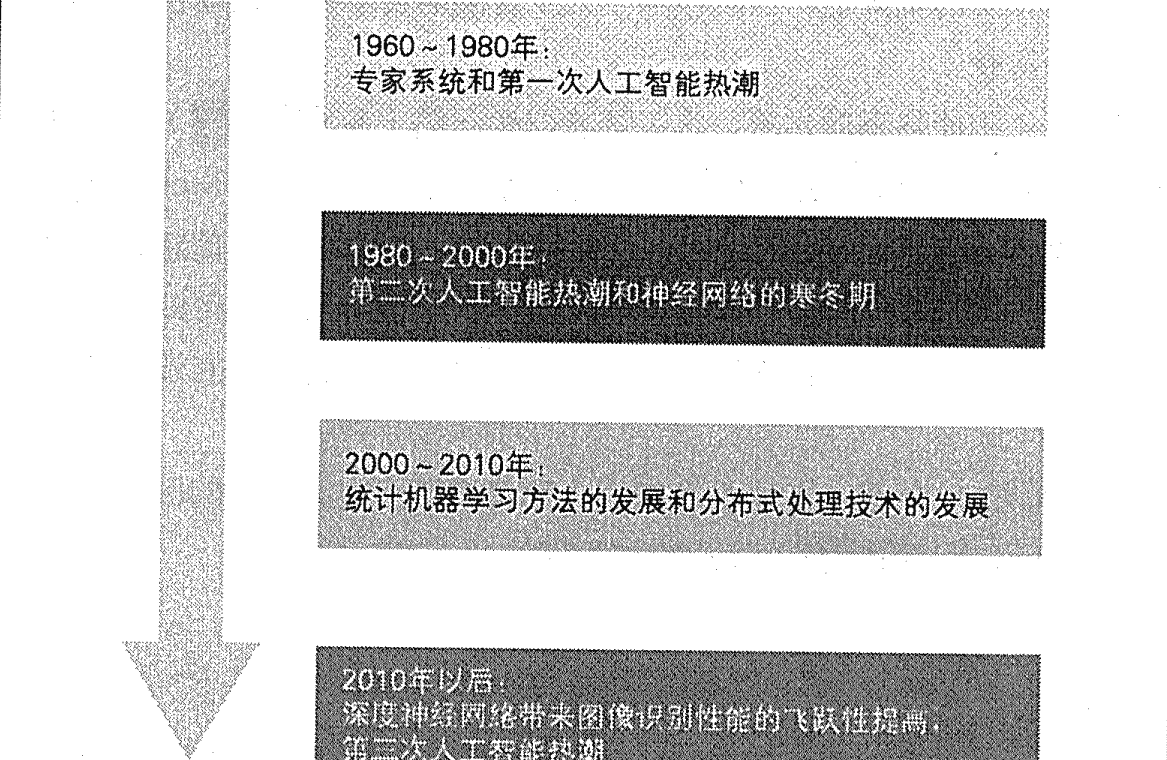 1960~1980年：
专家系统和第一次人工智能热潮
1980~2000年：
第二次人工智能热潮和神经网络的寒冬期
2000~2010年：
统计机器学习方法的发展和分布式处理技术的发展
2010年以后：
深度神经网络带来图像识别性能的飞跃性提高，
第三次人工智能热潮